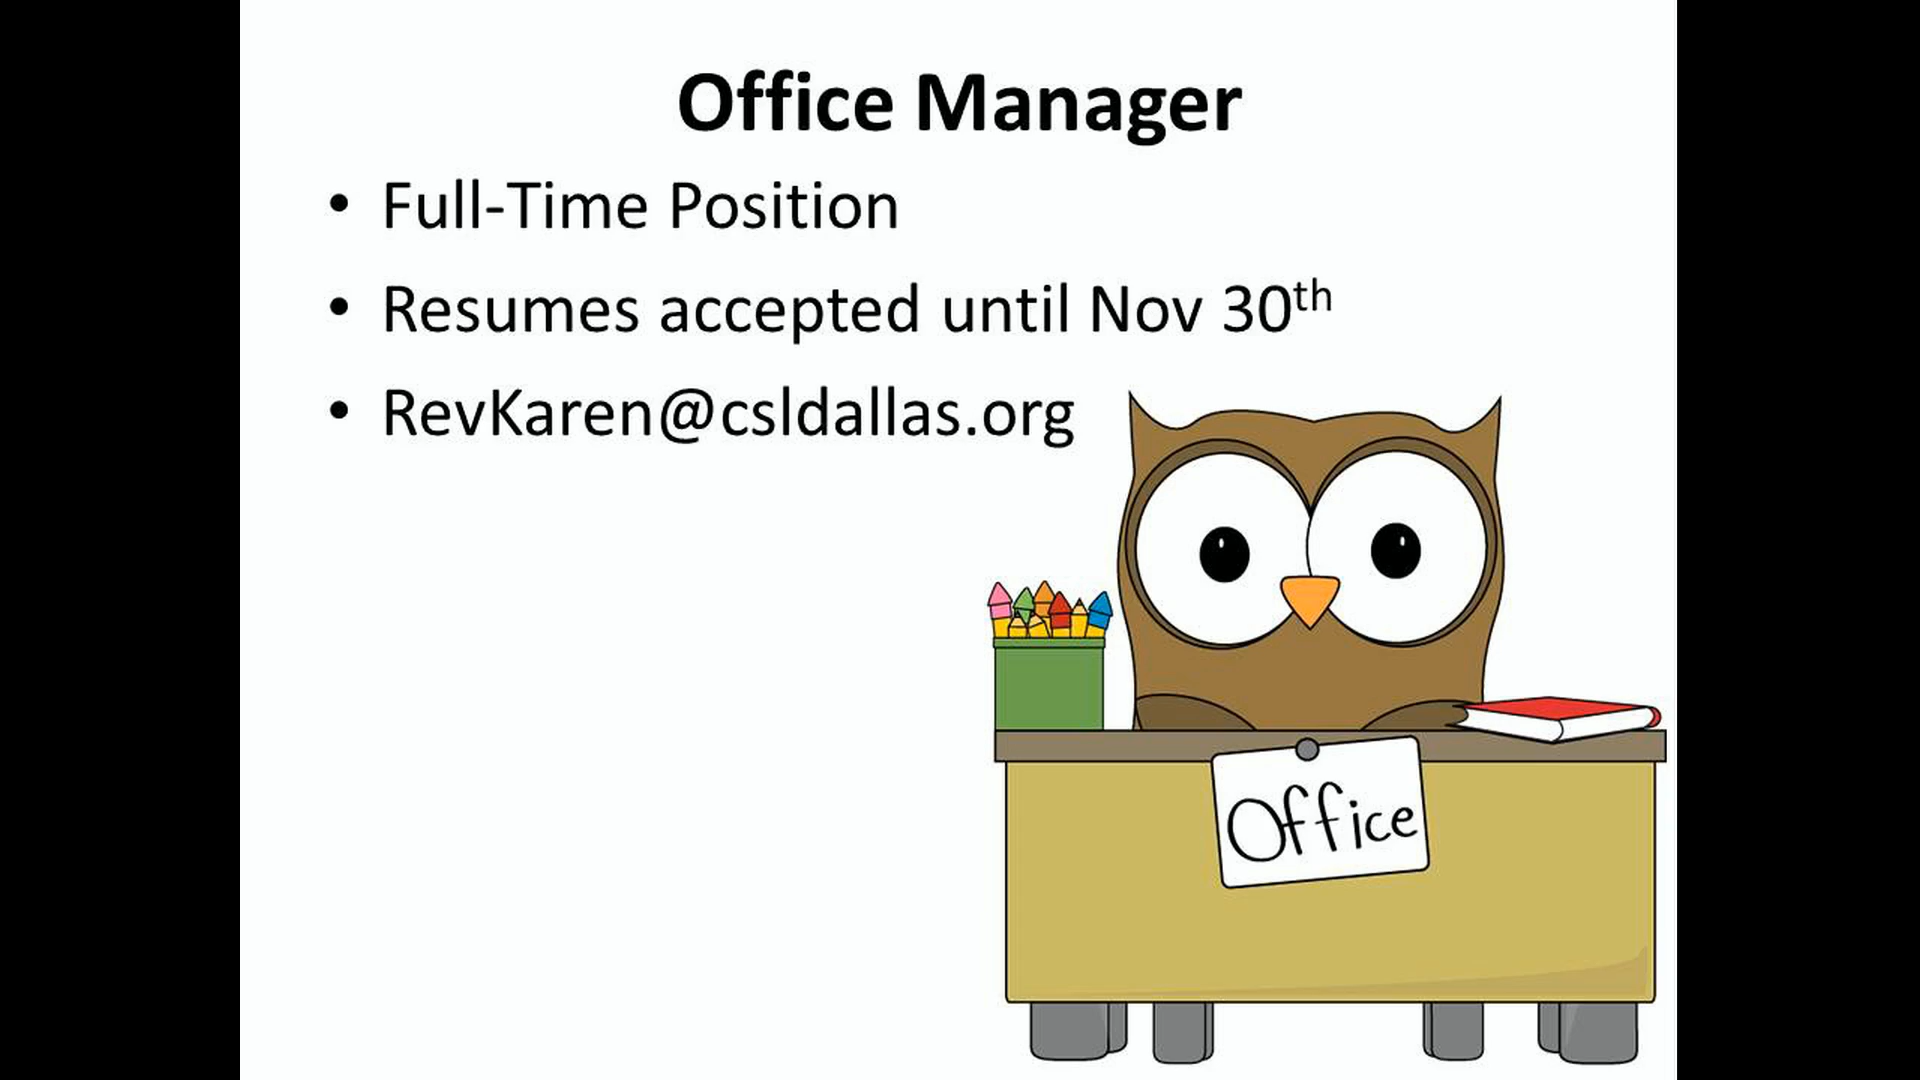 Office Manager
• Full-Time Position
• Resumes accepted until Nov 30th
• RevKaren@csldallas.org
Office